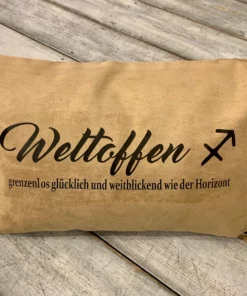 Weltoffen ♐
grenzenlos glücklich und weitblickend wie der Horizont